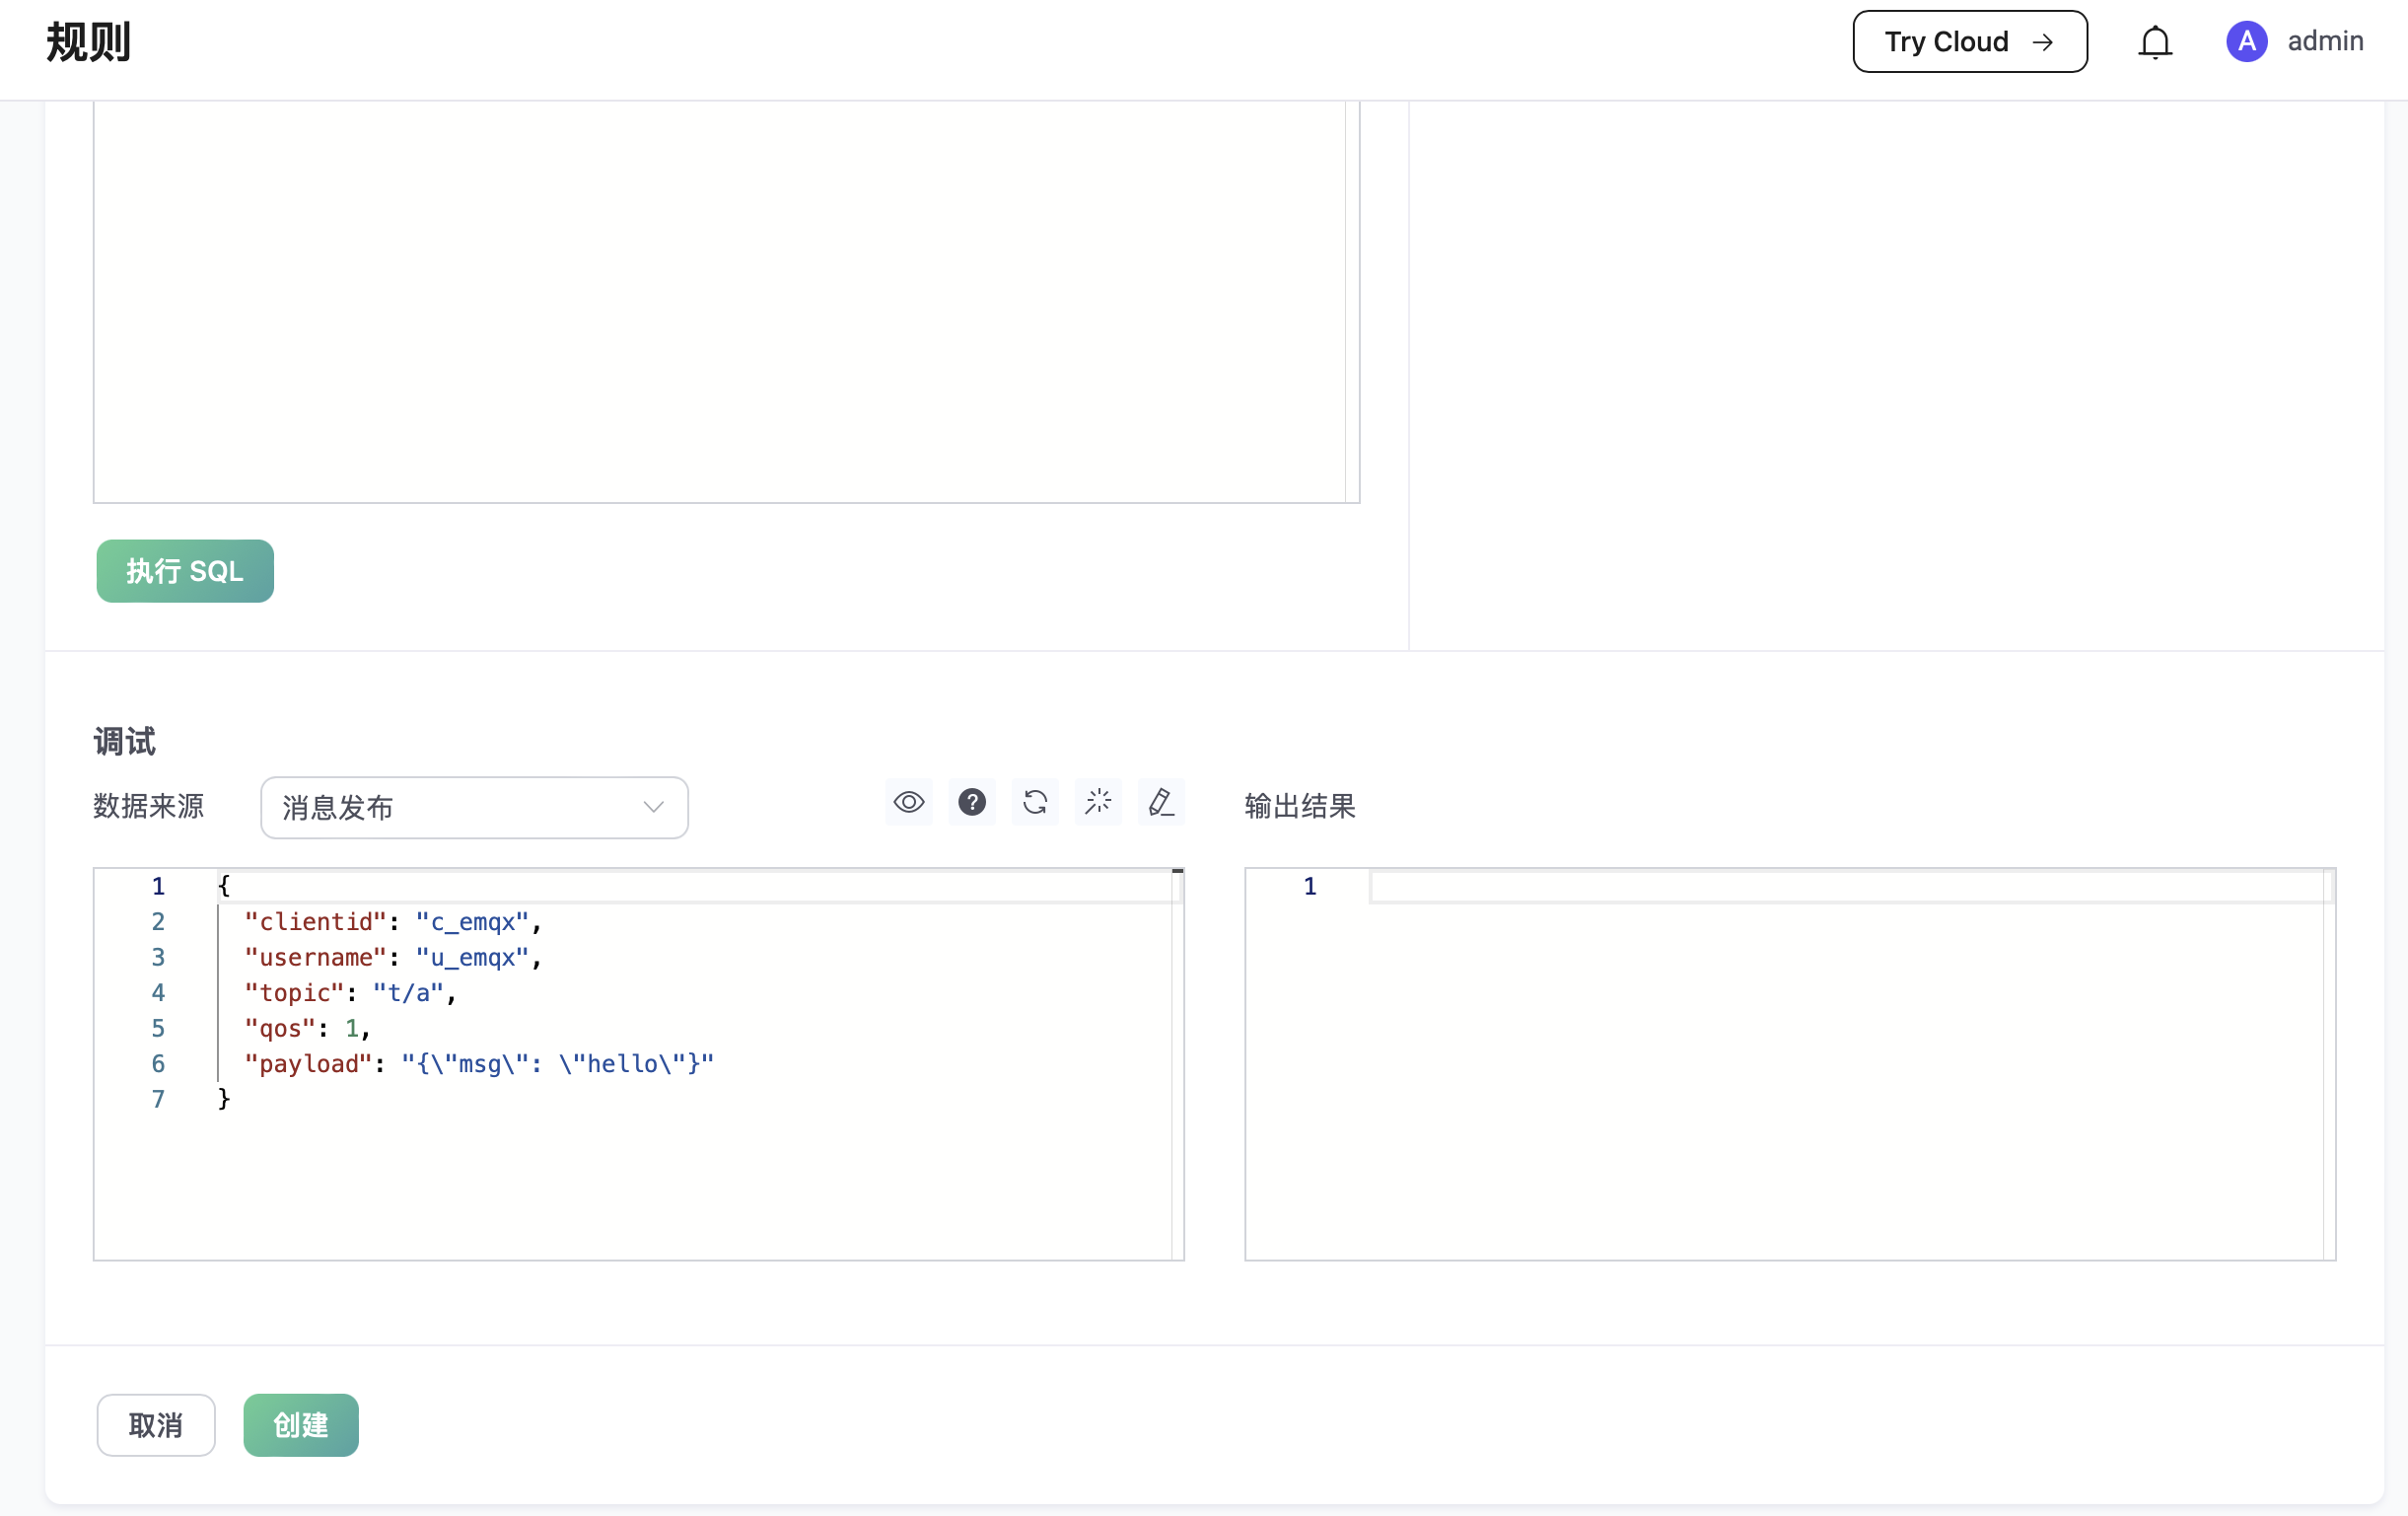 规则
Try Cloud →
A admin
执行 SQL
调试
数据来源 消息发布
?
输出结果
1 {
2 "clientid": "c_emqx",
3 "username": "u_emqx",
4 "topic": "t/a",
5 "qos": 1,
6 "payload": "{\"msg\": \"hello\"}"
7 }
1
取消 创建